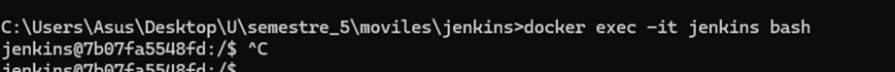 C:\Users\Asus\Desktop\U\semestre_5\moviles\jenkins>docker exec -it jenkins bash
jenkins@7b07fa5548fd:/$ ^C
jenkins@7b07fa5548fd:/$